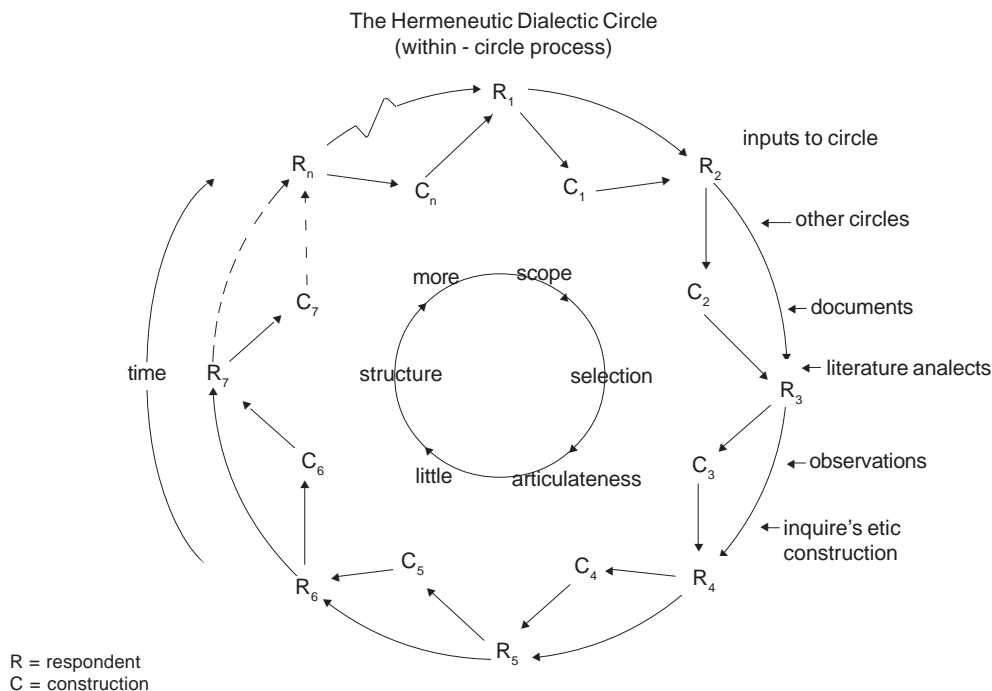 The Hermeneutic Dialectic Circle
(within - circle process)
R1
R2
inputs to circle
Rn
Cn
C1
other circles
more
scope
C2
C7
documents
time
R7
structure
selection
literature analects
R3
C6
little
articulateness
C3
observations
inquire's etic
construction
C5
C4
R4
R6
R5
R = respondent
C = construction